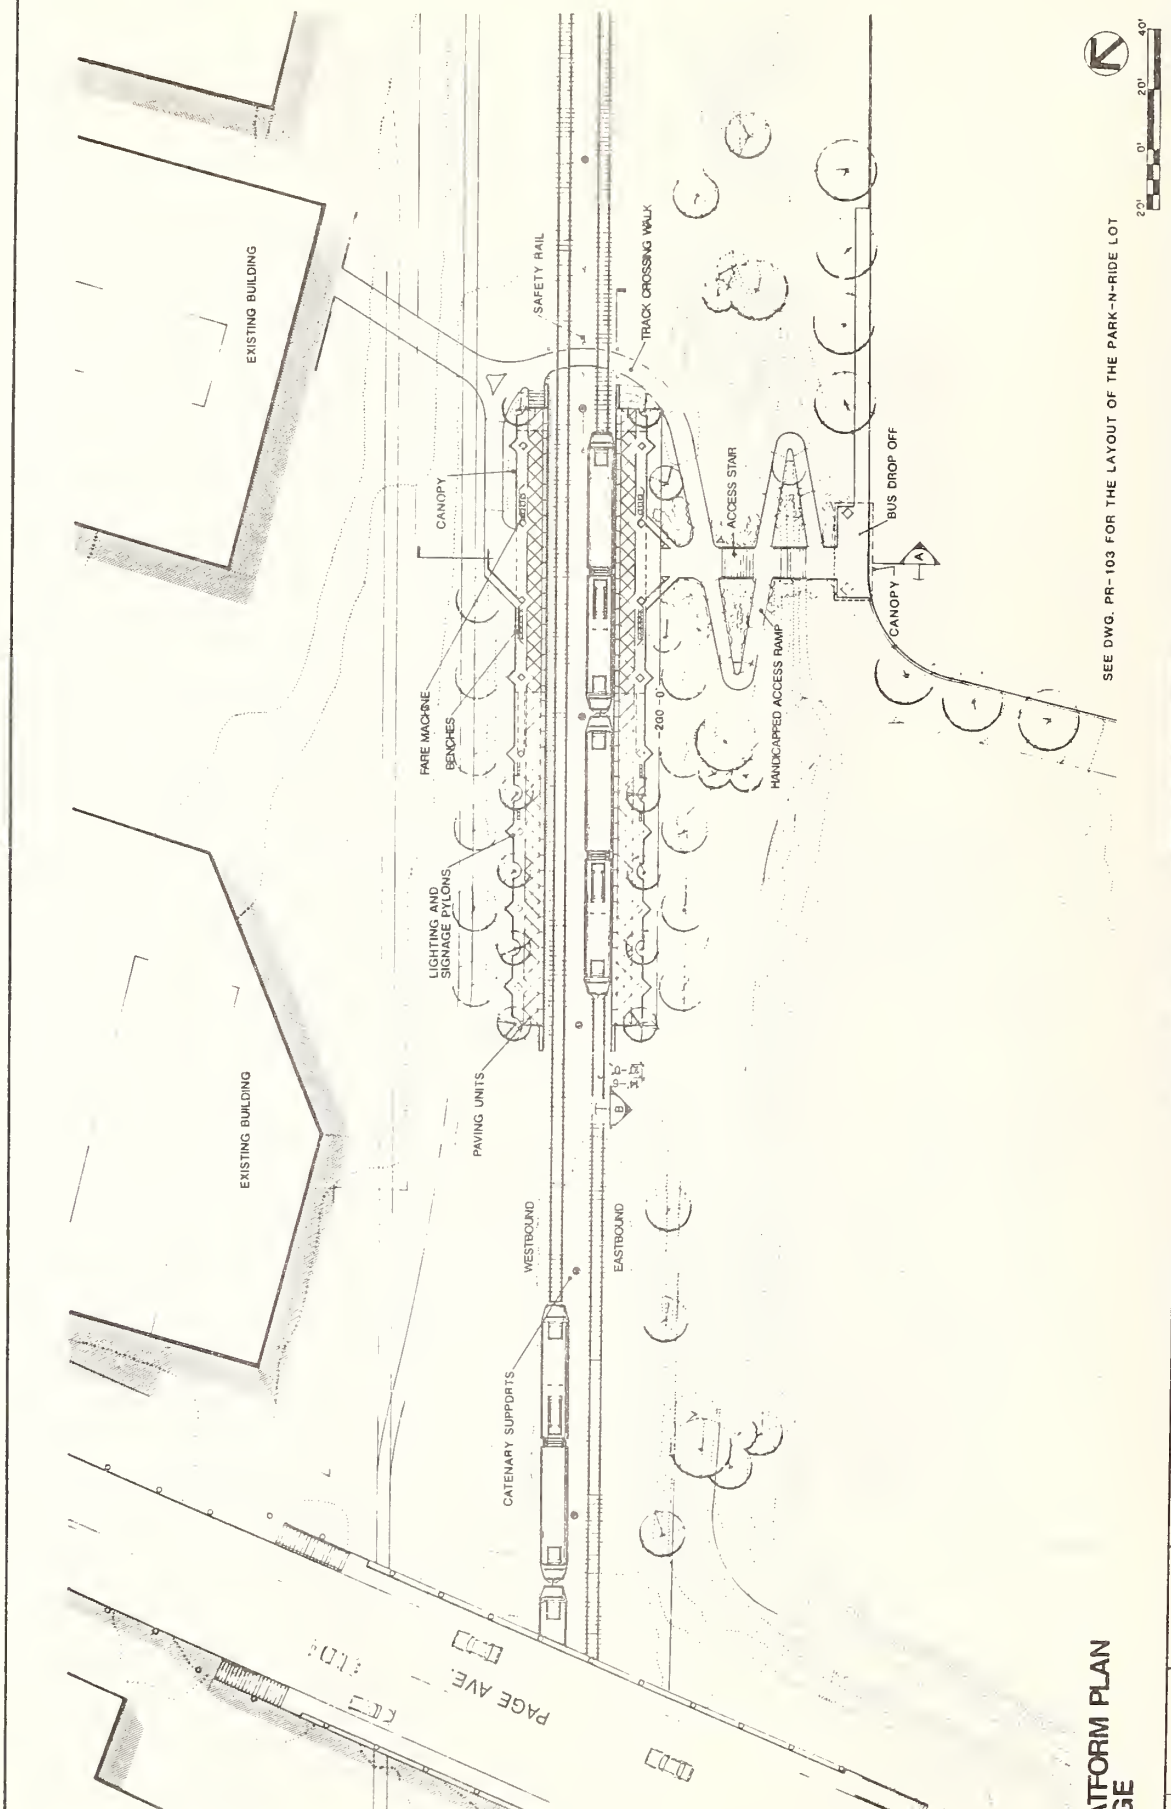 EXISTING BUILDING
EXISTING BUILDING
SAFETY RAIL
TRACK CROSSING WALK
CANOPY
ACCESS STAIR
BUS DROP OFF
CANOPY
A
FARE MACHINE
BENCHES
200'-0
HANDICAPPED ACCESS RAMP
LIGHTING AND
SIGNAGE PYLONS
PAVING UNITS
B
WESTBOUND
EASTBOUND
CATENARY SUPPORTS
PAGE AVE.
SEE DWG. PR-103 FOR THE LAYOUT OF THE PARK-N-RIDE LOT
20' 0' 20' 40'
ATFORM PLAN
GE